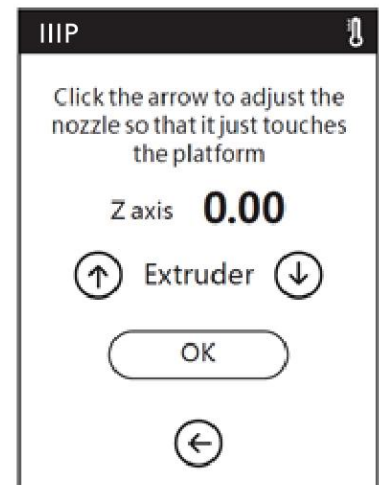 IIIP
Click the arrow to adjust the
nozzle so that it just touches
the platform
Z axis 0.00
Extruder
OK